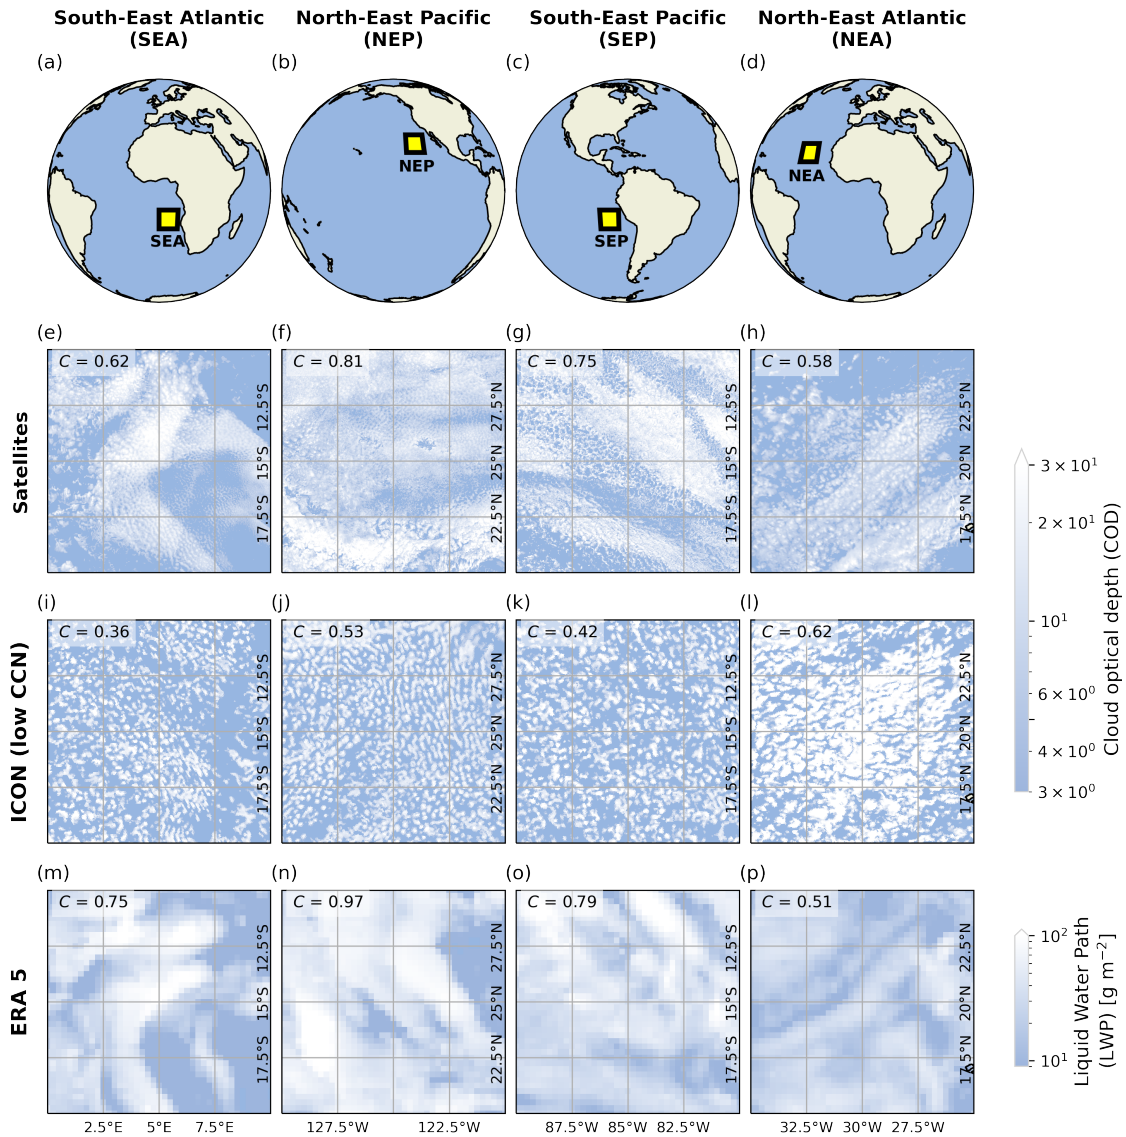 South-East Atlantic
(SEA)
North-East Pacific
(NEP)
South-East Pacific
(SEP)
North-East Atlantic
(NEA)
(a)
(b)
(c)
(d)
SEA
NEP
SEP
NEA
(e)
(f)
(g)
(h)
Satellites
C = 0.62
12.5°S
15°S
17.5°S
C = 0.81
27.5°N
25°N
22.5°N
C = 0.75
12.5°S
15°S
17.5°S
C = 0.58
22.5°N
20°N
17.5°N
(i)
(j)
(k)
(l)
ICON (low CCN)
C = 0.36
12.5°S
15°S
17.5°S
C = 0.53
27.5°N
25°N
22.5°N
C = 0.42
12.5°S
15°S
17.5°S
C = 0.62
22.5°N
20°N
17.5°N
3 × 10¹
2 × 10¹
10¹
6 × 10⁰
4 × 10⁰
3 × 10⁰
Cloud optical depth (COD)
(m)
(n)
(o)
(p)
ERA 5
C = 0.75
12.5°S
15°S
17.5°S
C = 0.97
27.5°N
25°N
22.5°N
C = 0.79
12.5°S
15°S
17.5°S
C = 0.51
22.5°N
20°N
17.5°N
10²
10¹
Liquid Water Path
(LWP) [g m⁻²]
2.5°E 5°E 7.5°E
127.5°W 122.5°W
87.5°W 85°W 82.5°W
32.5°W 30°W 27.5°W